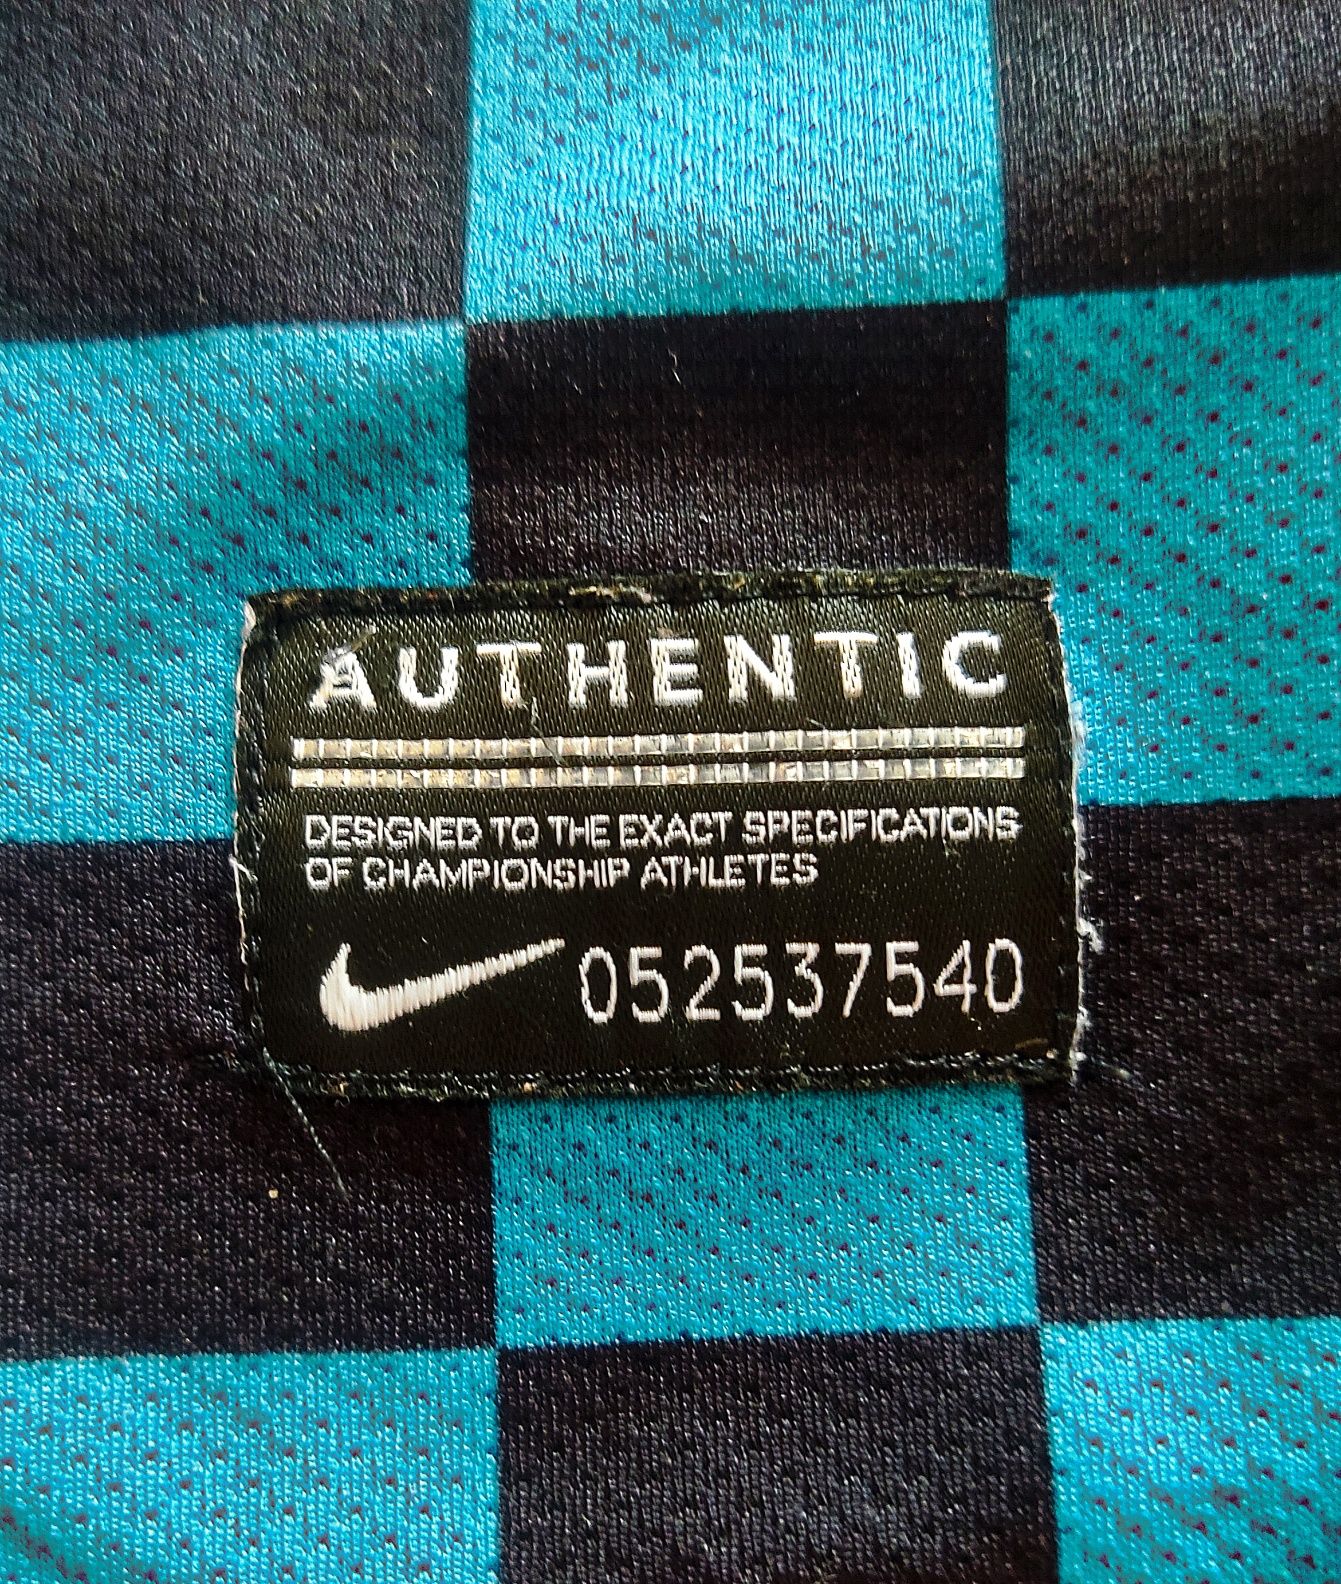 AUTHENTIC
DESIGNED TO THE EXACT SPECIFICATIONS
OF CHAMPIONSHIP ATHLETES
052537540